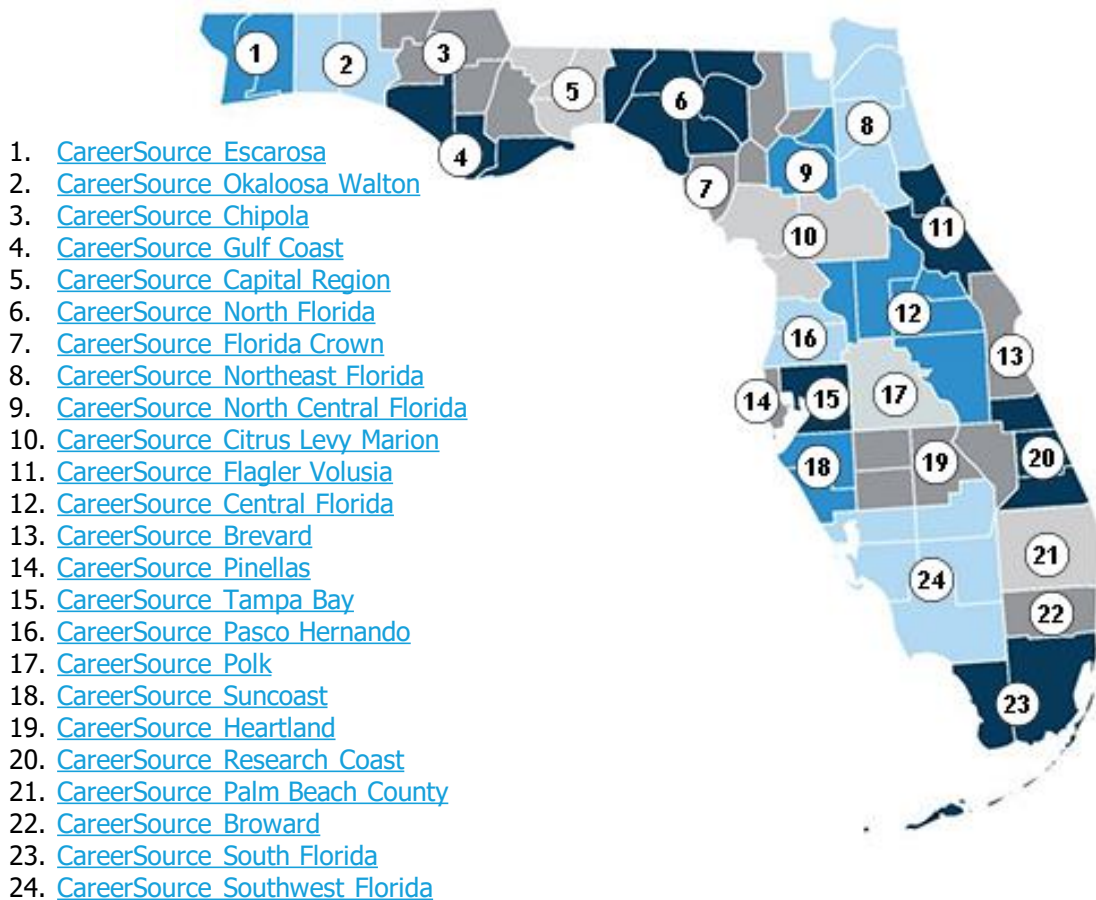 1. CareerSource Escarosa
2. CareerSource Okaloosa Walton
3. CareerSource Chipola
4. CareerSource Gulf Coast
5. CareerSource Capital Region
6. CareerSource North Florida
7. CareerSource Florida Crown
8. CareerSource Northeast Florida
9. CareerSource North Central Florida
10. CareerSource Citrus Levy Marion
11. CareerSource Flagler Volusia
12. CareerSource Central Florida
13. CareerSource Brevard
14. CareerSource Pinellas
15. CareerSource Tampa Bay
16. CareerSource Pasco Hernando
17. CareerSource Polk
18. CareerSource Suncoast
19. CareerSource Heartland
20. CareerSource Research Coast
21. CareerSource Palm Beach County
22. CareerSource Broward
23. CareerSource South Florida
24. CareerSource Southwest Florida
1
2
3
4
5
6
7
8
9
10
11
12
13
14
15
16
17
18
19
20
21
22
23
24